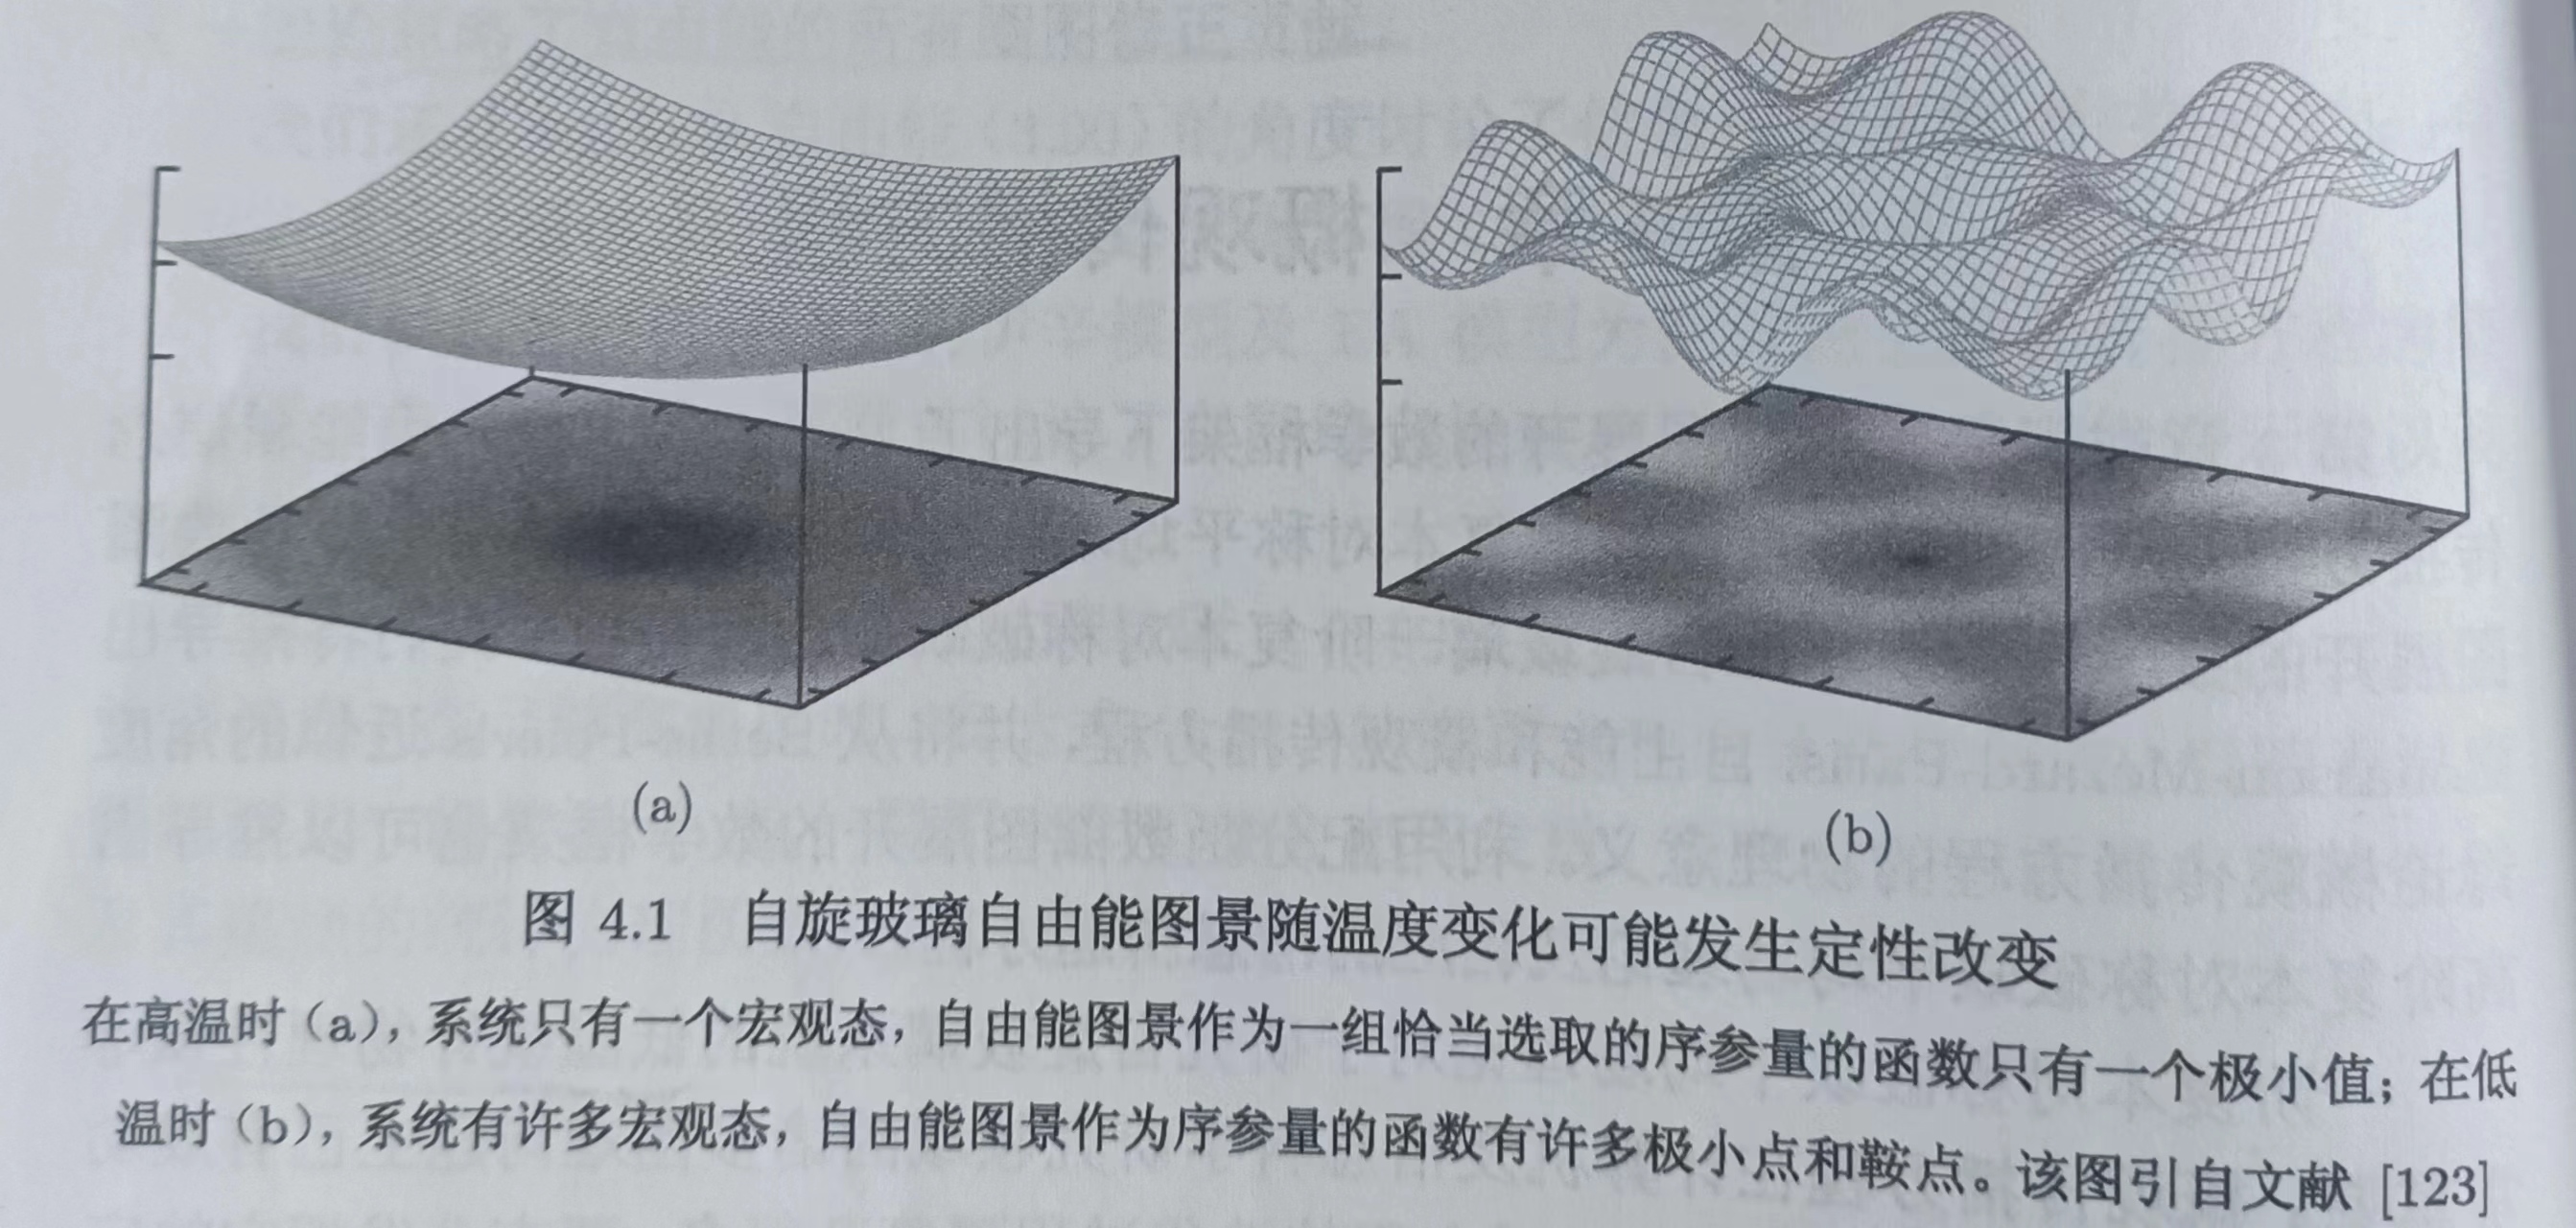 (a)
(b)
图 4.1 自旋玻璃自由能图景随温度变化可能发生定性改变
在高温时（a），系统只有一个宏观态，自由能图景作为一组恰当选取的序参量的函数只有一个极小值；在低
温时（b），系统有许多宏观态，自由能图景作为序参量的函数有许多极小点和鞍点。该图引自文献 [123]